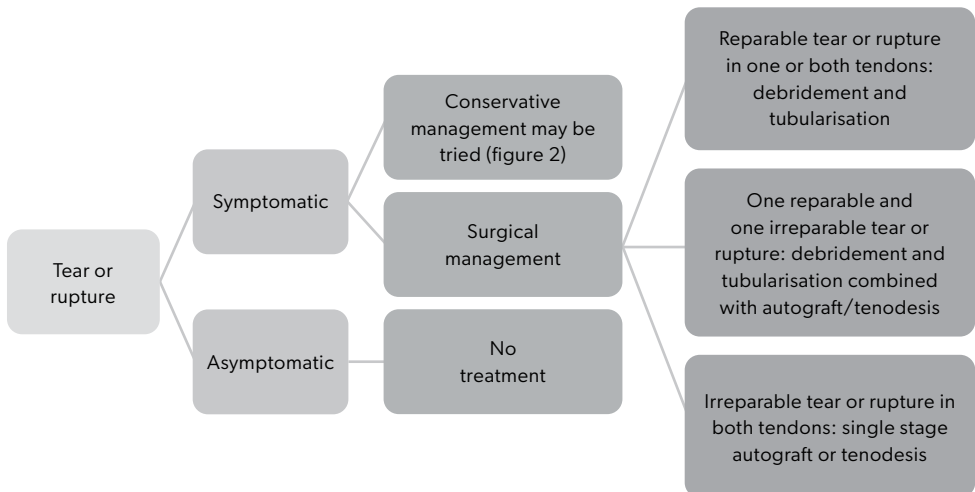 Tear or
rupture
Symptomatic
Asymptomatic
Conservative
management may be
tried (figure 2)
Surgical
management
No
treatment
Reparable tear or rupture
in one or both tendons:
debridement and
tubularisation
One reparable and
one irreparable tear or
rupture: debridement and
tubularisation combined
with autograft/tenodesis
Irreparable tear or rupture in
both tendons: single stage
autograft or tenodesis